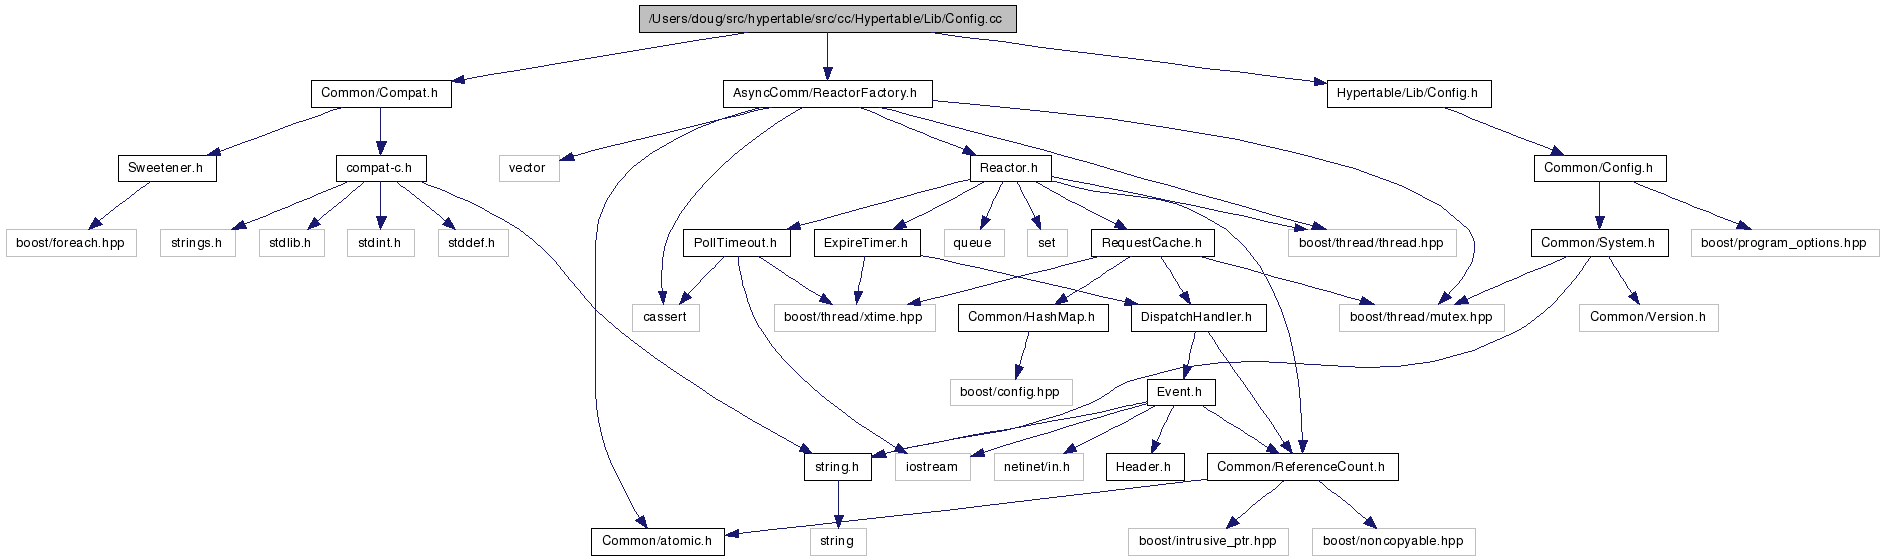 /Users/doug/src/hypertable/src/cc/Hypertable/Lib/Config.cc
Common/Compat.h
AsyncComm/ReactorFactory.h
Hypertable/Lib/Config.h
Sweetener.h
compat-c.h
vector
Reactor.h
Common/Config.h
boost/foreach.hpp
strings.h
stdlib.h
stdint.h
stddef.h
PollTimeout.h
ExpireTimer.h
queue
set
RequestCache.h
boost/thread/thread.hpp
Common/System.h
boost/program_options.hpp
cassert
boost/thread/xtime.hpp
Common/HashMap.h
DispatchHandler.h
boost/thread/mutex.hpp
Common/Version.h
boost/config.hpp
Event.h
string.h
iostream
netinet/in.h
Header.h
Common/ReferenceCount.h
Common/atomic.h
string
boost/intrusive_ptr.hpp
boost/noncopyable.hpp